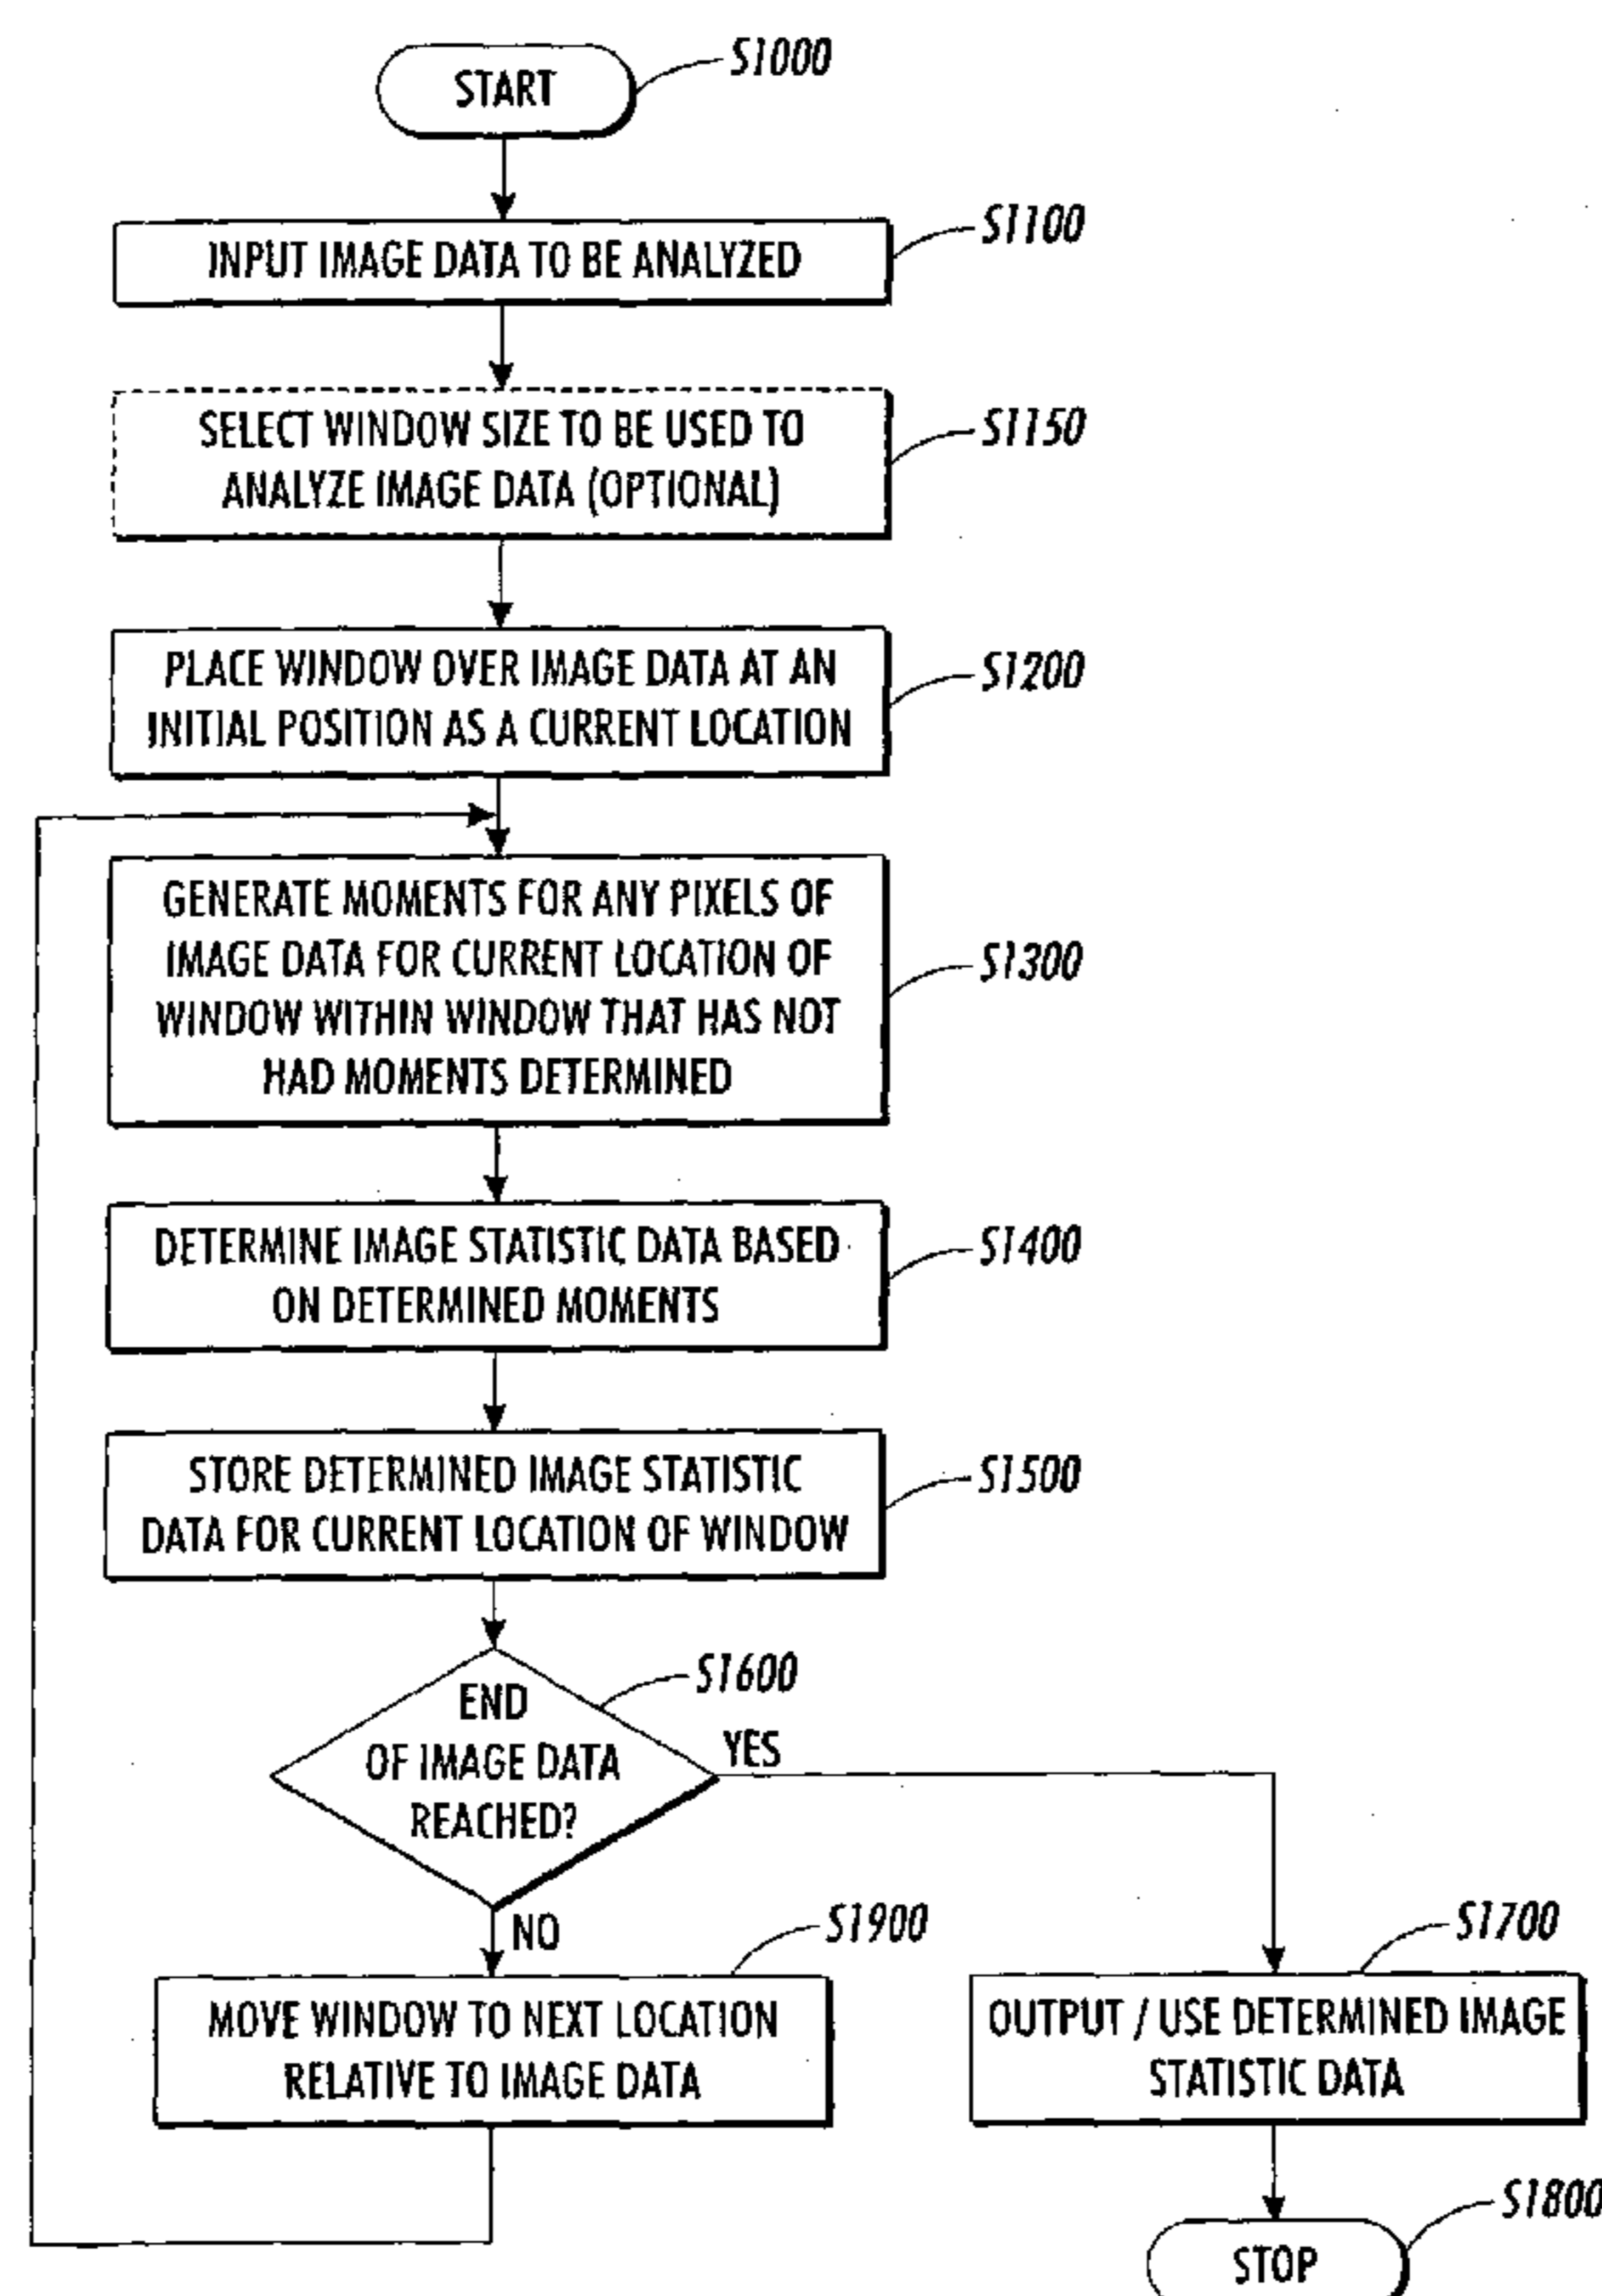 START
S1000
INPUT IMAGE DATA TO BE ANALYZED
S1100
SELECT WINDOW SIZE TO BE USED TO
ANALYZE IMAGE DATA (OPTIONAL)
S1150
PLACE WINDOW OVER IMAGE DATA AT AN
INITIAL POSITION AS A CURRENT LOCATION
S1200
GENERATE MOMENTS FOR ANY PIXELS OF
IMAGE DATA FOR CURRENT LOCATION OF
WINDOW WITHIN WINDOW THAT HAS NOT
HAD MOMENTS DETERMINED
S1300
DETERMINE IMAGE STATISTIC DATA BASED
ON DETERMINED MOMENTS
S1400
STORE DETERMINED IMAGE STATISTIC
DATA FOR CURRENT LOCATION OF WINDOW
S1500
END
OF IMAGE DATA
REACHED?
S1600
YES
NO
S1900
MOVE WINDOW TO NEXT LOCATION
RELATIVE TO IMAGE DATA
S1700
OUTPUT / USE DETERMINED IMAGE
STATISTIC DATA
S1800
STOP